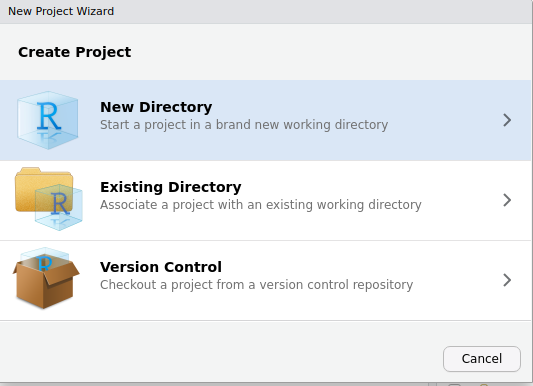 New Project Wizard
Create Project
New Directory
Start a project in a brand new working directory
Existing Directory
Associate a project with an existing working directory
Version Control
Checkout a project from a version control repository
Cancel